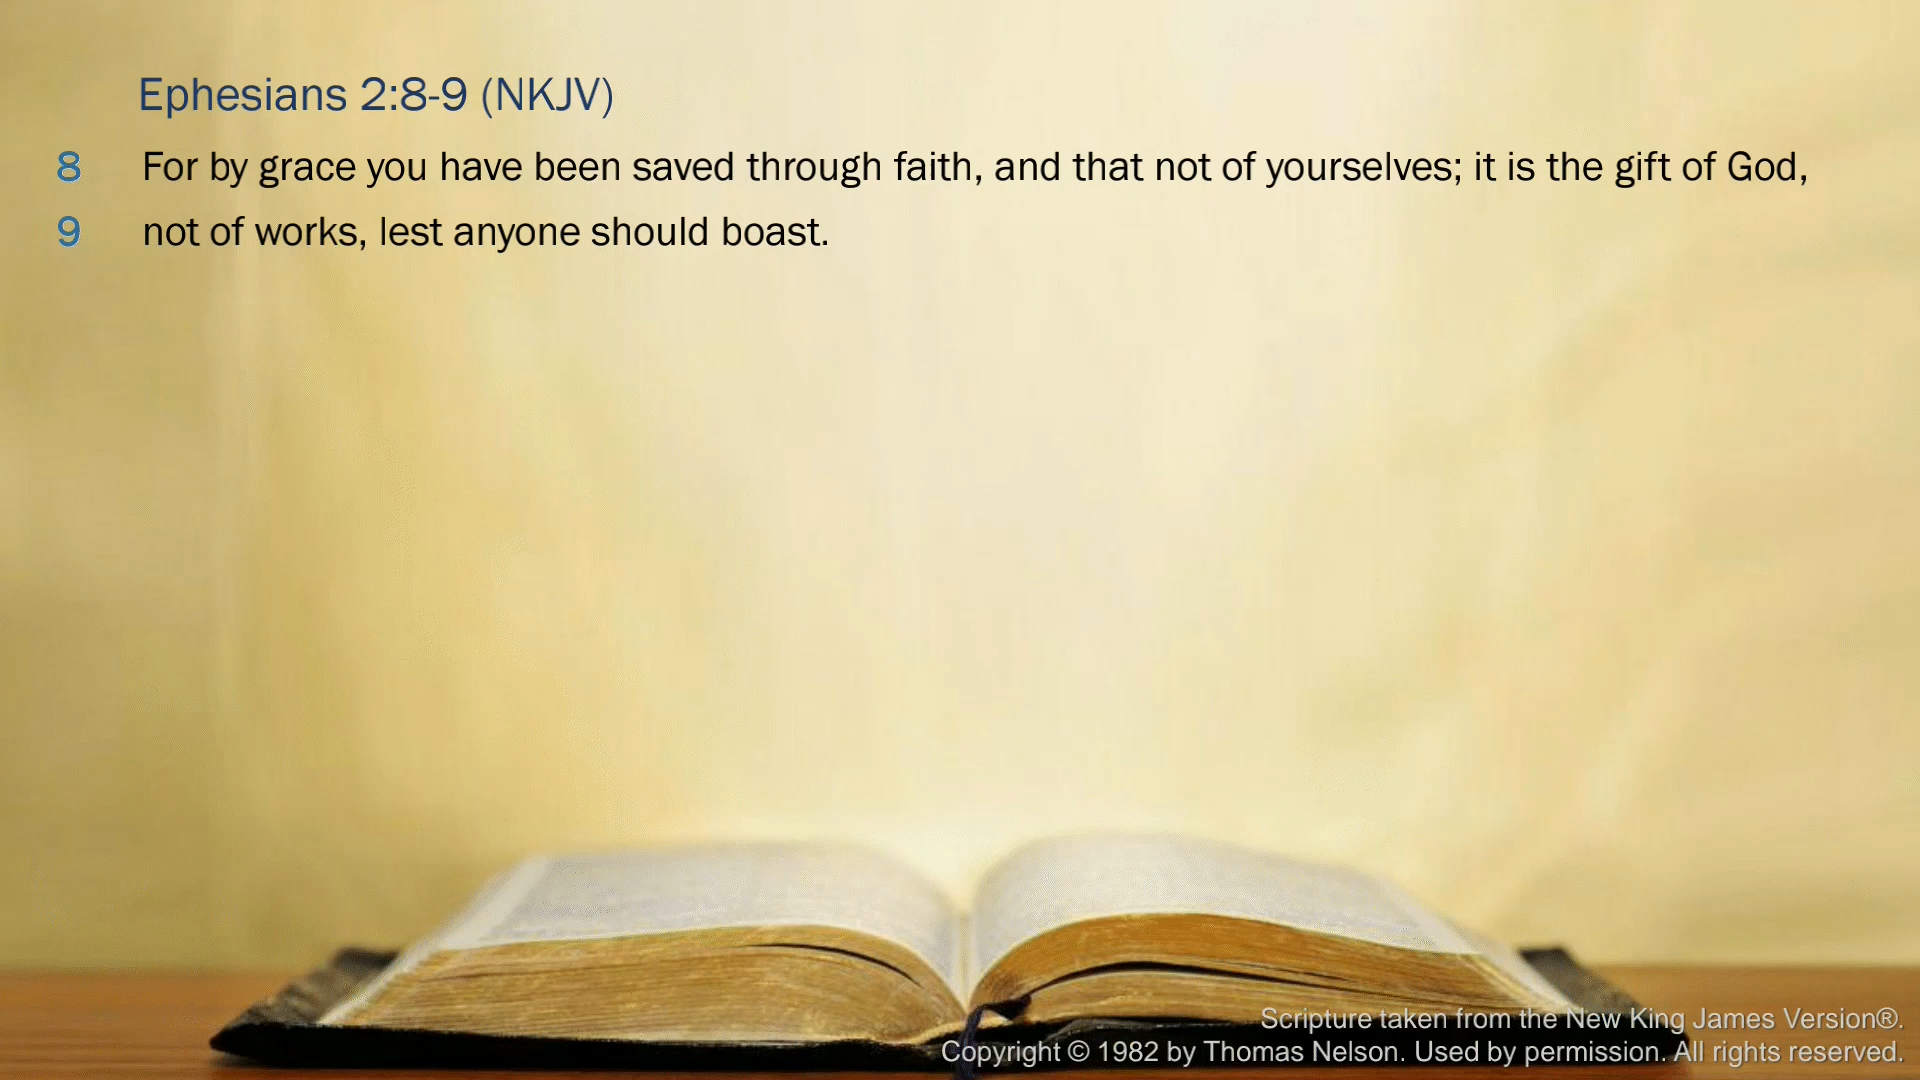 Ephesians 2:8-9 (NKJV)
8 For by grace you have been saved through faith, and that not of yourselves; it is the gift of God,
9 not of works, lest anyone should boast.
Scripture taken from the New King James Version®.
Copyright © 1982 by Thomas Nelson. Used by permission. All rights reserved.